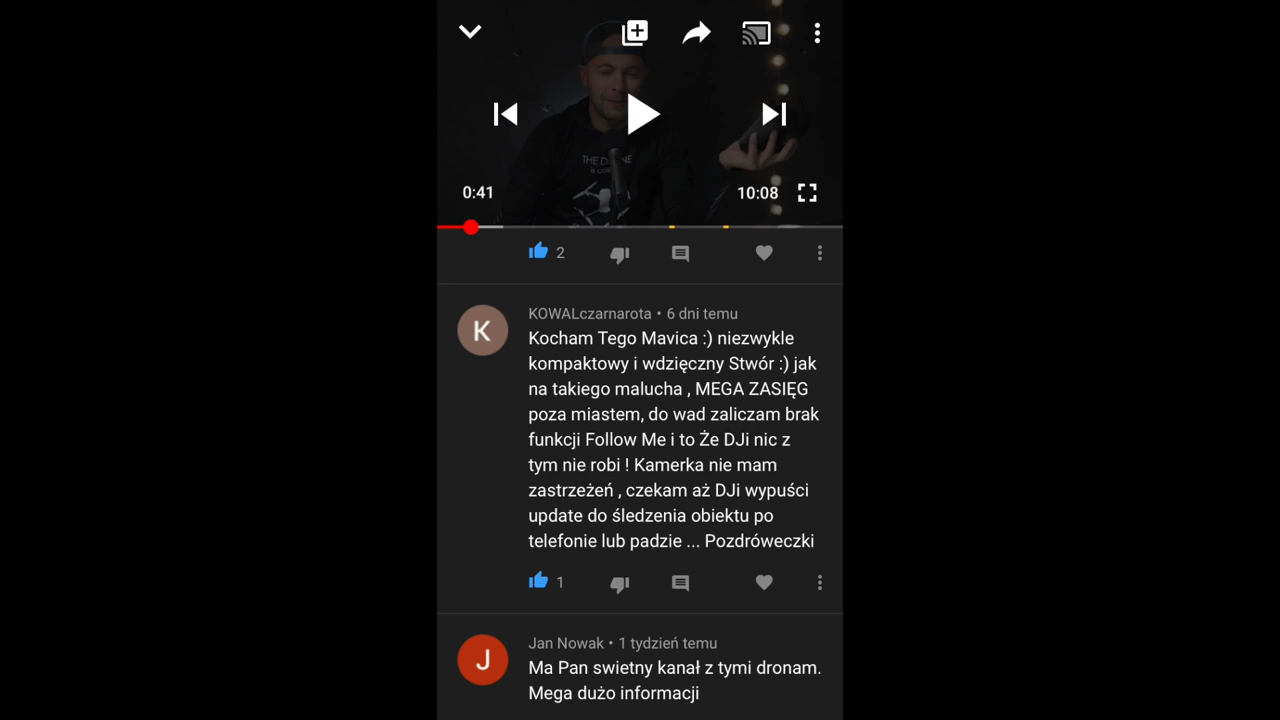 THE D NE
0:41
10:08
2
K
KOWALczarnarota • 6 dni temu
Kocham Tego Mavica :) niezwykle
kompaktowy i wdzięczny Stwór :) jak
na takiego malucha , MEGA ZASIĘG
poza miastem, do wad zaliczam brak
funkcji Follow Me i to Że DJi nic z
tym nie robi ! Kamerka nie mam
zastrzeżeń , czekam aż DJi wypuści
update do śledzenia obiektu po
telefonie lub padzie ... Pozdróweczki
1
J
Jan Nowak • 1 tydzień temu
Ma Pan swietny kanał z tymi dronam.
Mega dużo informacji